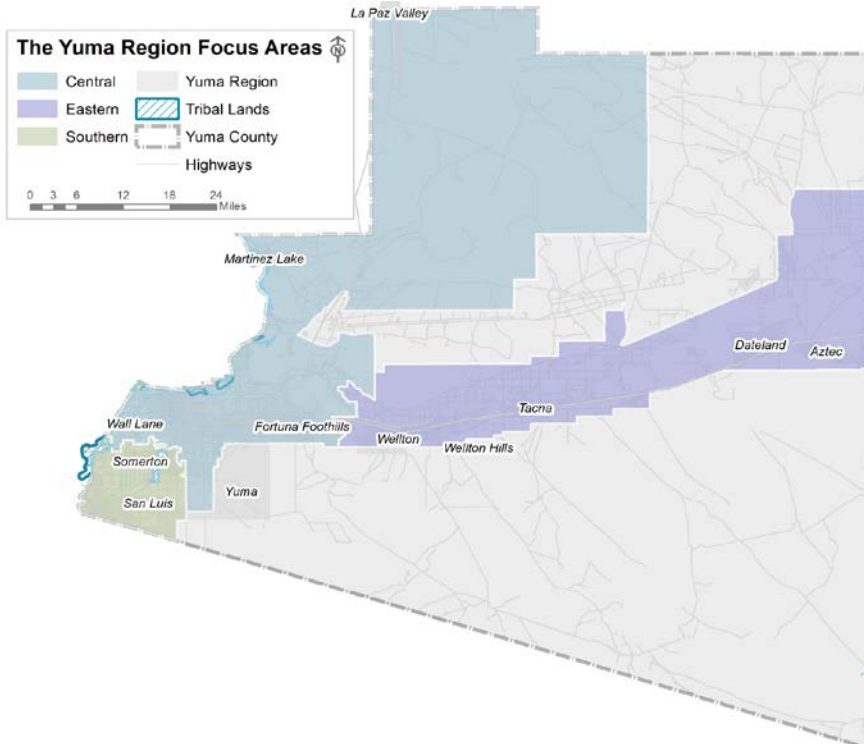 La Paz Valley
The Yuma Region Focus Areas
N
Central
Yuma Region
Eastern
Tribal Lands
Southern
Yuma County
Highways
0 3 6 12 18 24
Miles
Martinez Lake
Dateland
Aztec
Tacna
Wall Lane
Fortuna Foothills
Wellton
Wellton Hills
Somerton
Yuma
San Luis